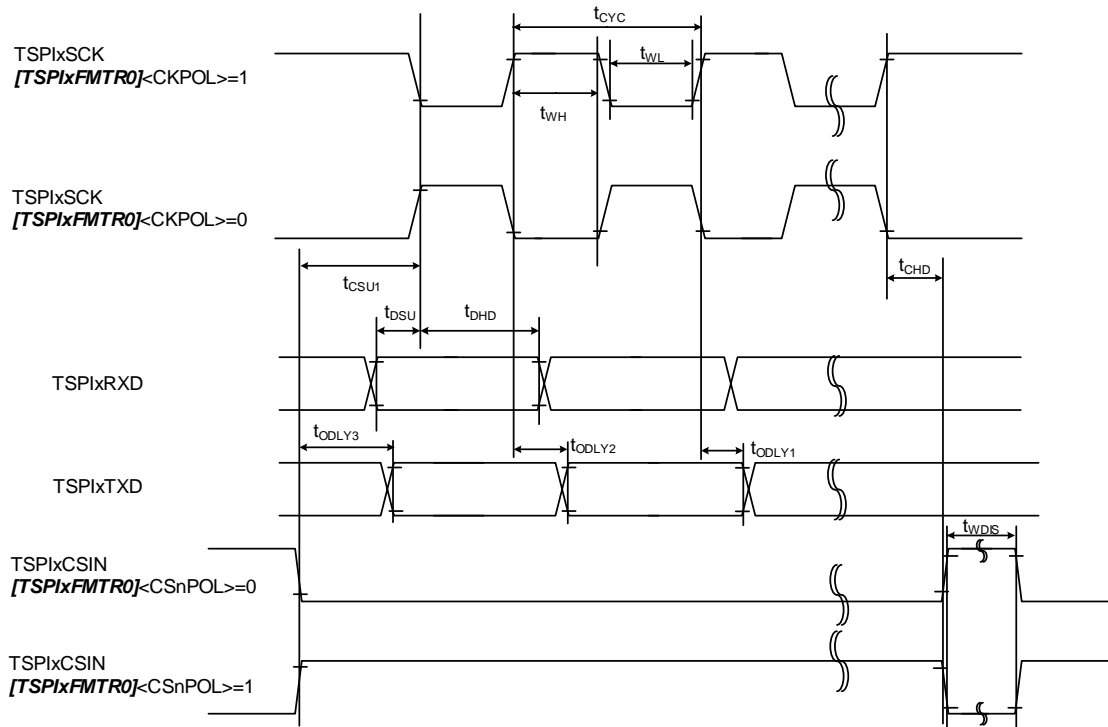 tCYC
TSPIxSCK
[TSPIxFMTR0]<CKPOL>=1
tWL
tWH
TSPIxSCK
[TSPIxFMTR0]<CKPOL>=0
tCSU1
tCHD
tDSU
tDHD
TSPIxRXD
tODLY3
tODLY2
tODLY1
TSPIxTXD
tWDIS
TSPIxCSIN
[TSPIxFMTR0]<CSnPOL>=0
TSPIxCSIN
[TSPIxFMTR0]<CSnPOL>=1